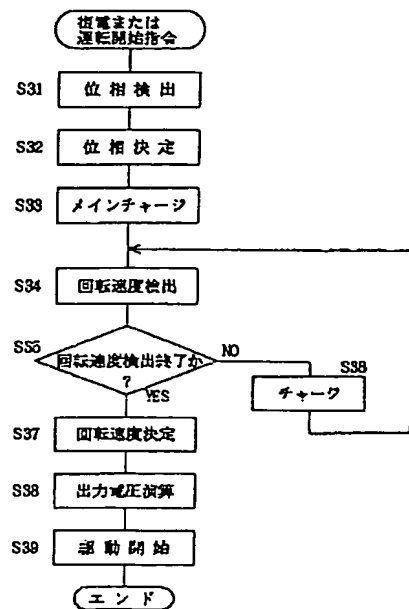 復電または
運転開始指令
S31
位相検出
S32
位相決定
S33
メインチャージ
S34
回転速度検出
S35
回転速度検出終了か
?
NO
YES
S36
チャージ
S37
回転速度決定
S38
出力電圧演算
S39
駆動開始
エンド